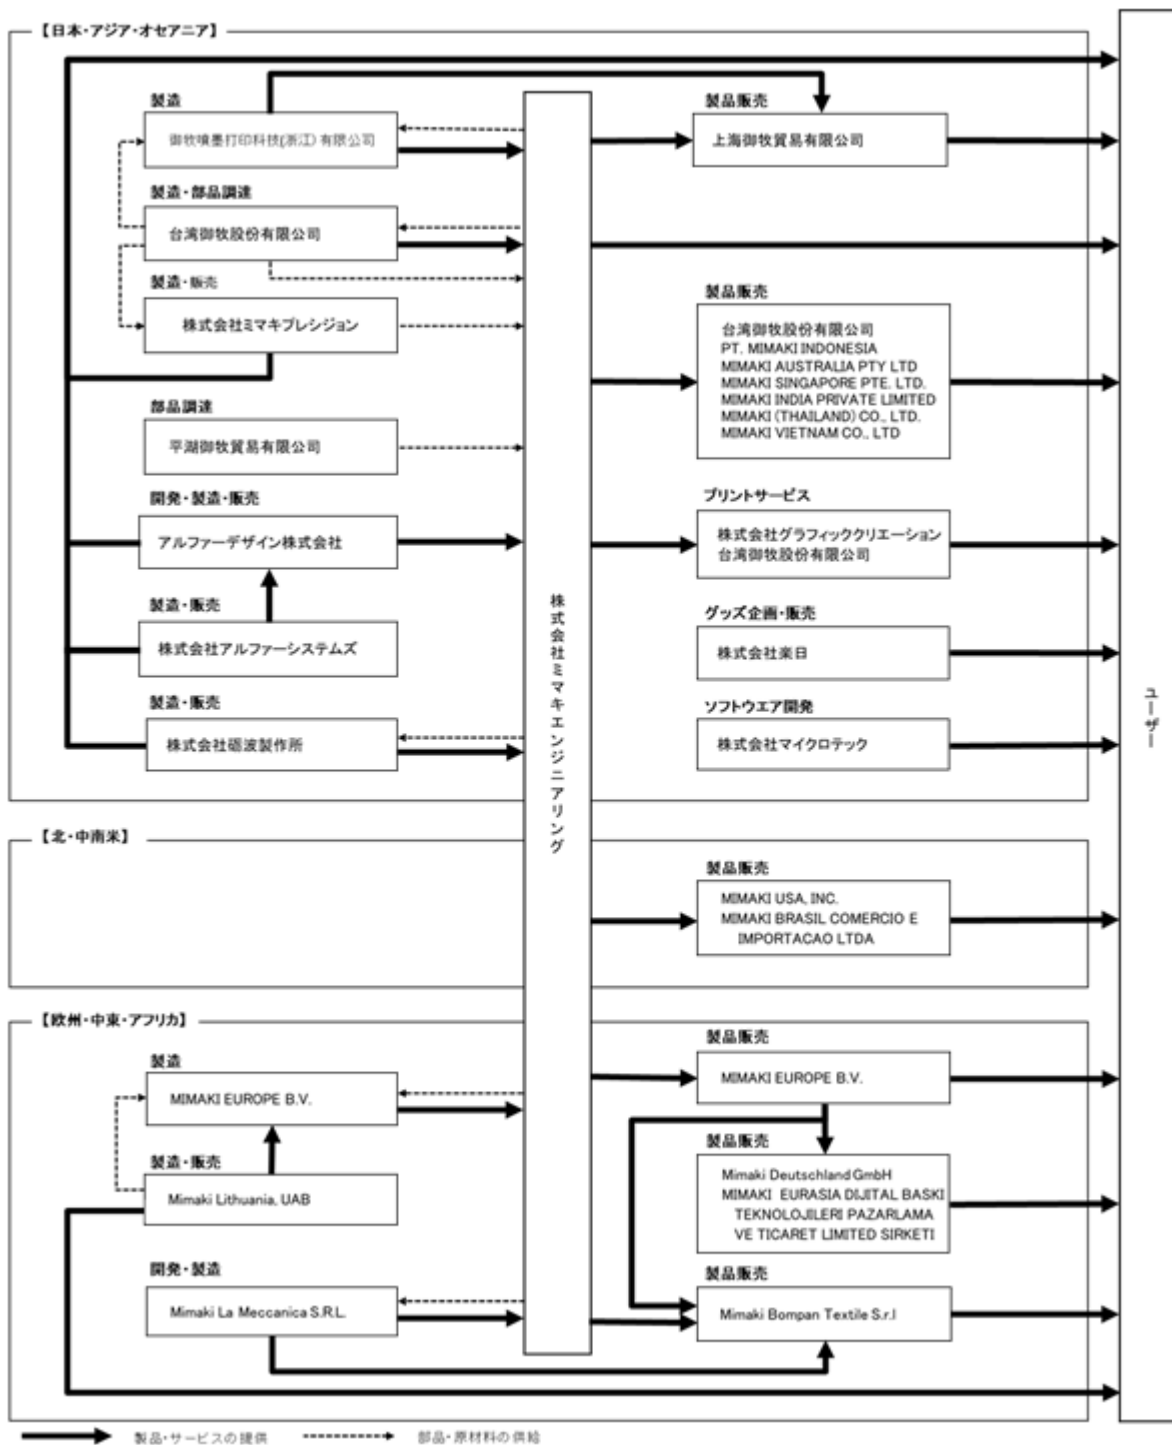 【日本・アジア・オセアニア】
製造
御牧噴墨打印科技(浙江)有限公司
製造・部品調達
台湾御牧股份有限公司
製造・販売
株式会社ミマキプレシジョン
部品調達
平湖御牧貿易有限公司
開発・製造・販売
アルファーデザイン株式会社
製造・販売
株式会社アルファーシステムズ
製造・販売
株式会社砺波製作所
株式会社ミマキエンジニアリング
製品販売
上海御牧貿易有限公司
製品販売
台湾御牧股份有限公司
PT. MIMAKI INDONESIA
MIMAKI AUSTRALIA PTY LTD
MIMAKI SINGAPORE PTE. LTD.
MIMAKI INDIA PRIVATE LIMITED
MIMAKI (THAILAND) CO., LTD.
MIMAKI VIETNAM CO., LTD
プリントサービス
株式会社グラフィッククリエーション
台湾御牧股份有限公司
グッズ企画・販売
株式会社楽日
ソフトウエア開発
株式会社マイクロテック
ユーザー
【北・中南米】
製品販売
MIMAKI USA, INC.
MIMAKI BRASIL COMERCIO E
IMPORTACAO LTDA
【欧州・中東・アフリカ】
製造
MIMAKI EUROPE B.V.
製造・販売
Mimaki Lithuania, UAB
開発・製造
Mimaki La Meccanica S.R.L.
製品販売
MIMAKI EUROPE B.V.
製品販売
Mimaki Deutschland GmbH
MIMAKI EURASIA DIJITAL BASKI
TEKNOLOJILERI PAZARLAMA
VE TICARET LIMITED SIRKETI
製品販売
Mimaki Bompan Textile S.r.l
製品・サービスの提供
部品・原材料の供給